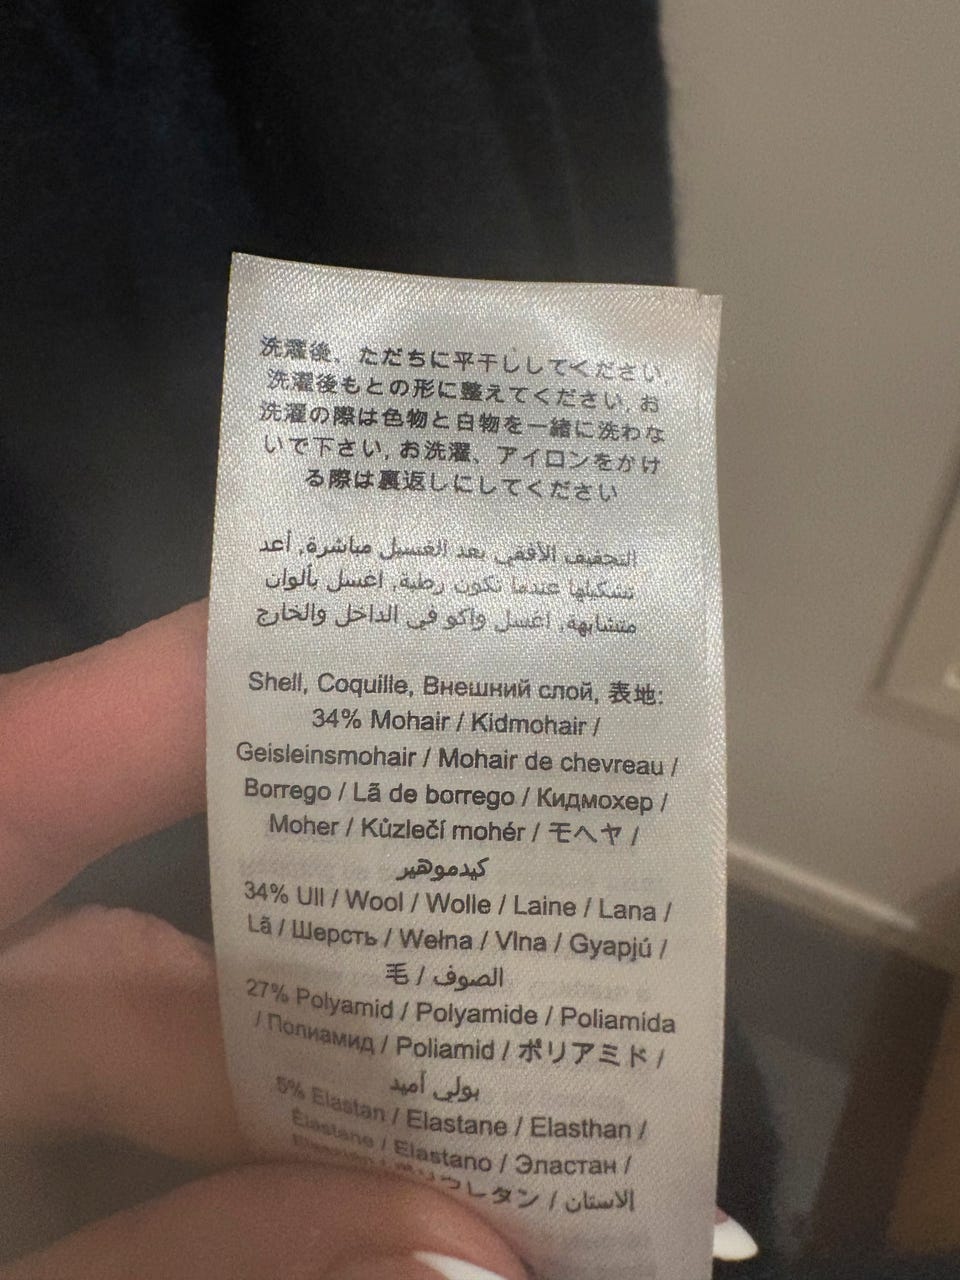 洗濯後、ただちに平干ししてください,
洗濯後もとの形に整えてください, お
洗濯の際は色物と白物を一緒に洗わな
いで下さい, お洗濯、アイロンをかけ
る際は裏返しにしてください
التجفيف الأفقي بعد الغسيل مباشرة, أعد
تشكيلها عندما تكون رطبة, اغسل بألوان
متشابهة, اغسل واكو في الداخل والخارج
Shell, Coquille, Внешний слой, 表地:
34% Mohair / Kidmohair /
Geisleinsmohair / Mohair de chevreau /
Borrego / Lã de borrego / Кидмохер /
Moher / Kůzlečí mohér / モヘヤ /
كيدموهير
34% Ull / Wool / Wolle / Laine / Lana /
Lã / Шерсть / Wełna / Vlna / Gyapjú /
毛 / الصوف
27% Polyamid / Polyamide / Poliamida
/ Полиамид / Poliamid / ポリアミド /
بولي أميد
5% Elastan / Elastane / Elasthan /
Élastane / Elastano / Эластан /
ウレタン / الاستان